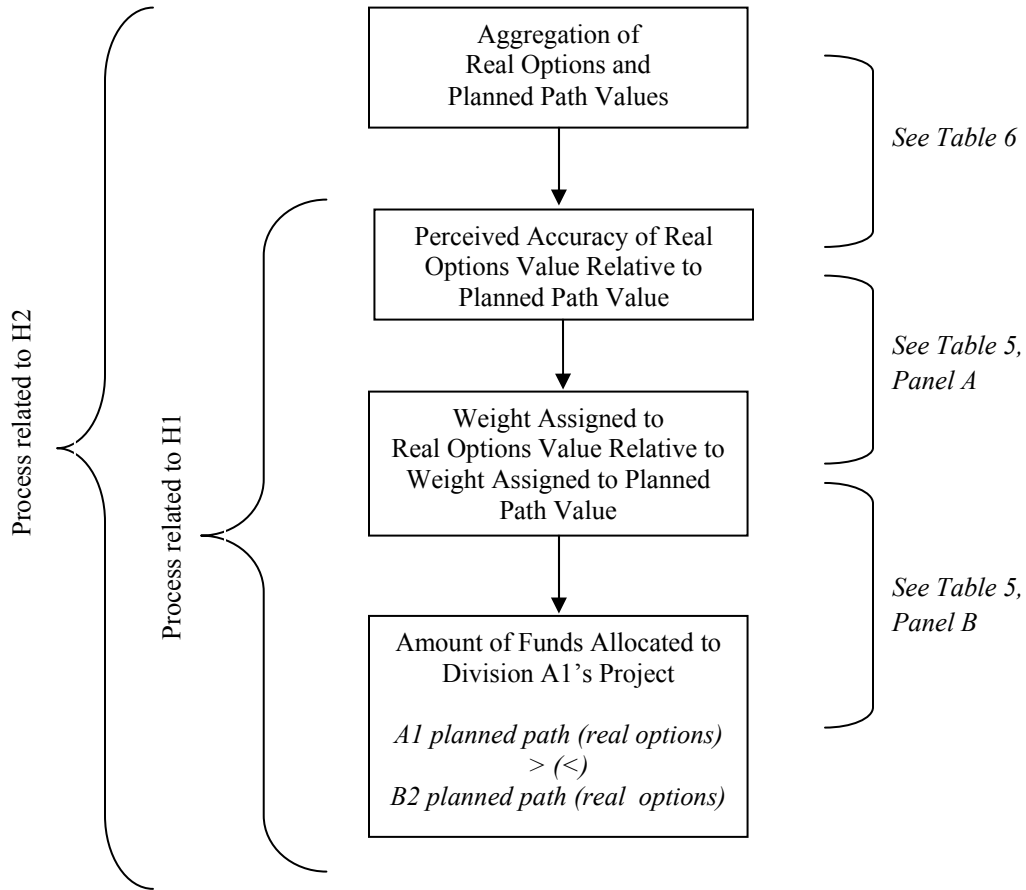 Aggregation of
Real Options and
Planned Path Values
See Table 6
Perceived Accuracy of Real
Options Value Relative to
Planned Path Value
See Table 5,
Panel A
Weight Assigned to
Real Options Value Relative to
Weight Assigned to Planned
Path Value
See Table 5,
Panel B
Amount of Funds Allocated to
Division A1's Project
A1 planned path (real options)
> (<)
B2 planned path (real options)
Process related to H2
Process related to H1